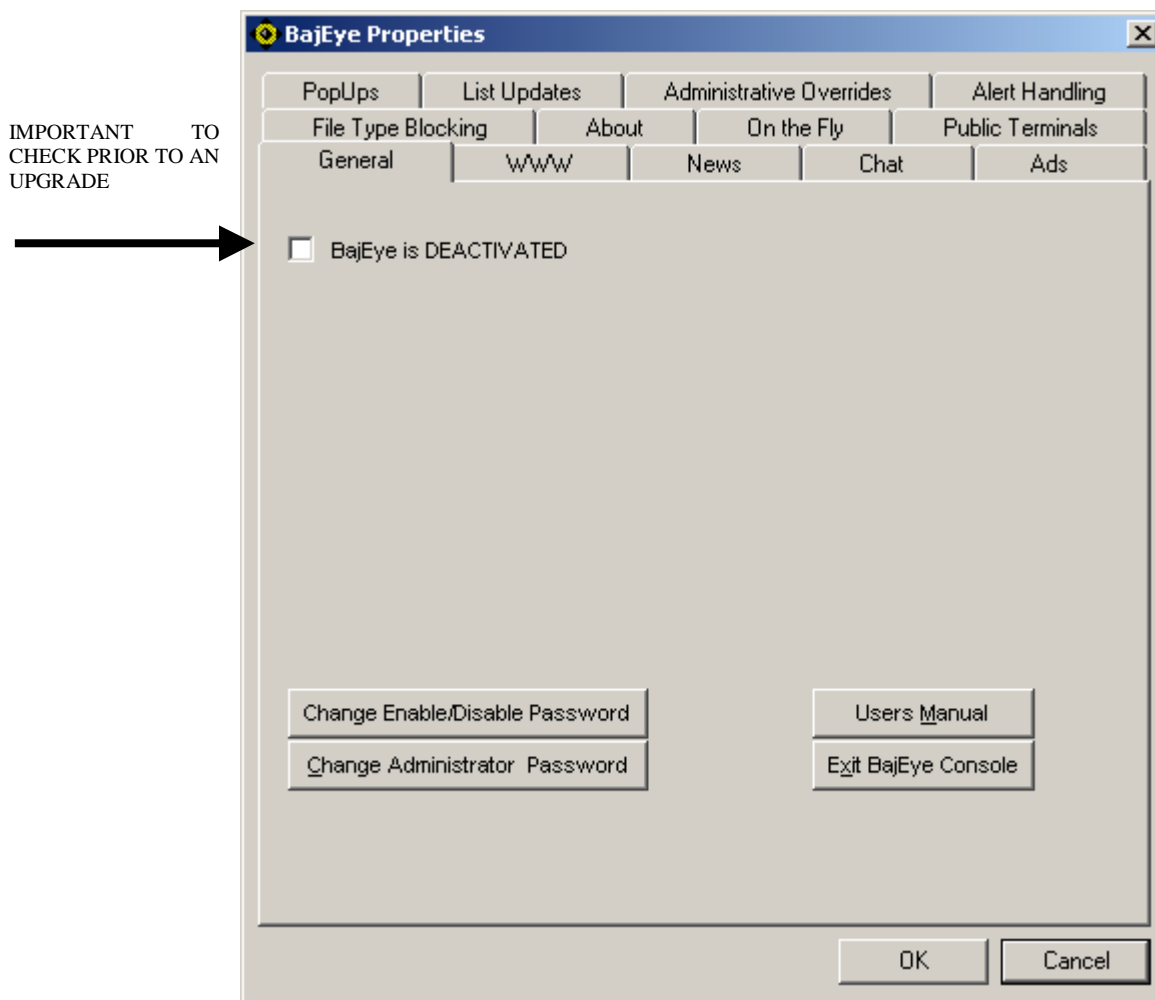 BajEye Properties
PopUps
List Updates
Administrative Overrides
Alert Handling
File Type Blocking
About
On the Fly
Public Terminals
General
WWW
News
Chat
Ads
IMPORTANT TO
CHECK PRIOR TO AN
UPGRADE
BajEye is DEACTIVATED
Change Enable/Disable Password
Users Manual
Change Administrator Password
Exit BajEye Console
OK
Cancel